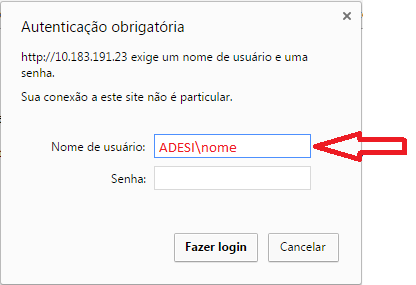 Autenticação obrigatória
http://10.183.191.23 exige um nome de usuário e uma
senha.
Sua conexão a este site não é particular.
Nome de usuário: ADESI\nome
Senha:
Fazer login Cancelar